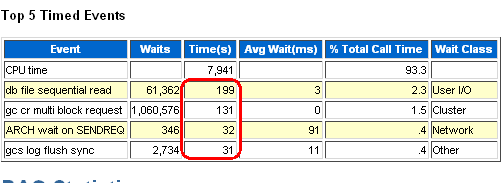 Top 5 Timed Events
Event Waits Time(s) Avg Wait(ms) % Total Call Time Wait Class
CPU time 7,941 93.3
db file sequential read 61,362 199 3 2.3 User I/O
gc cr multi block request 1,060,576 131 0 1.5 Cluster
ARCH wait on SENDREQ 346 32 91 .4 Network
gcs log flush sync 2,734 31 11 .4 Other